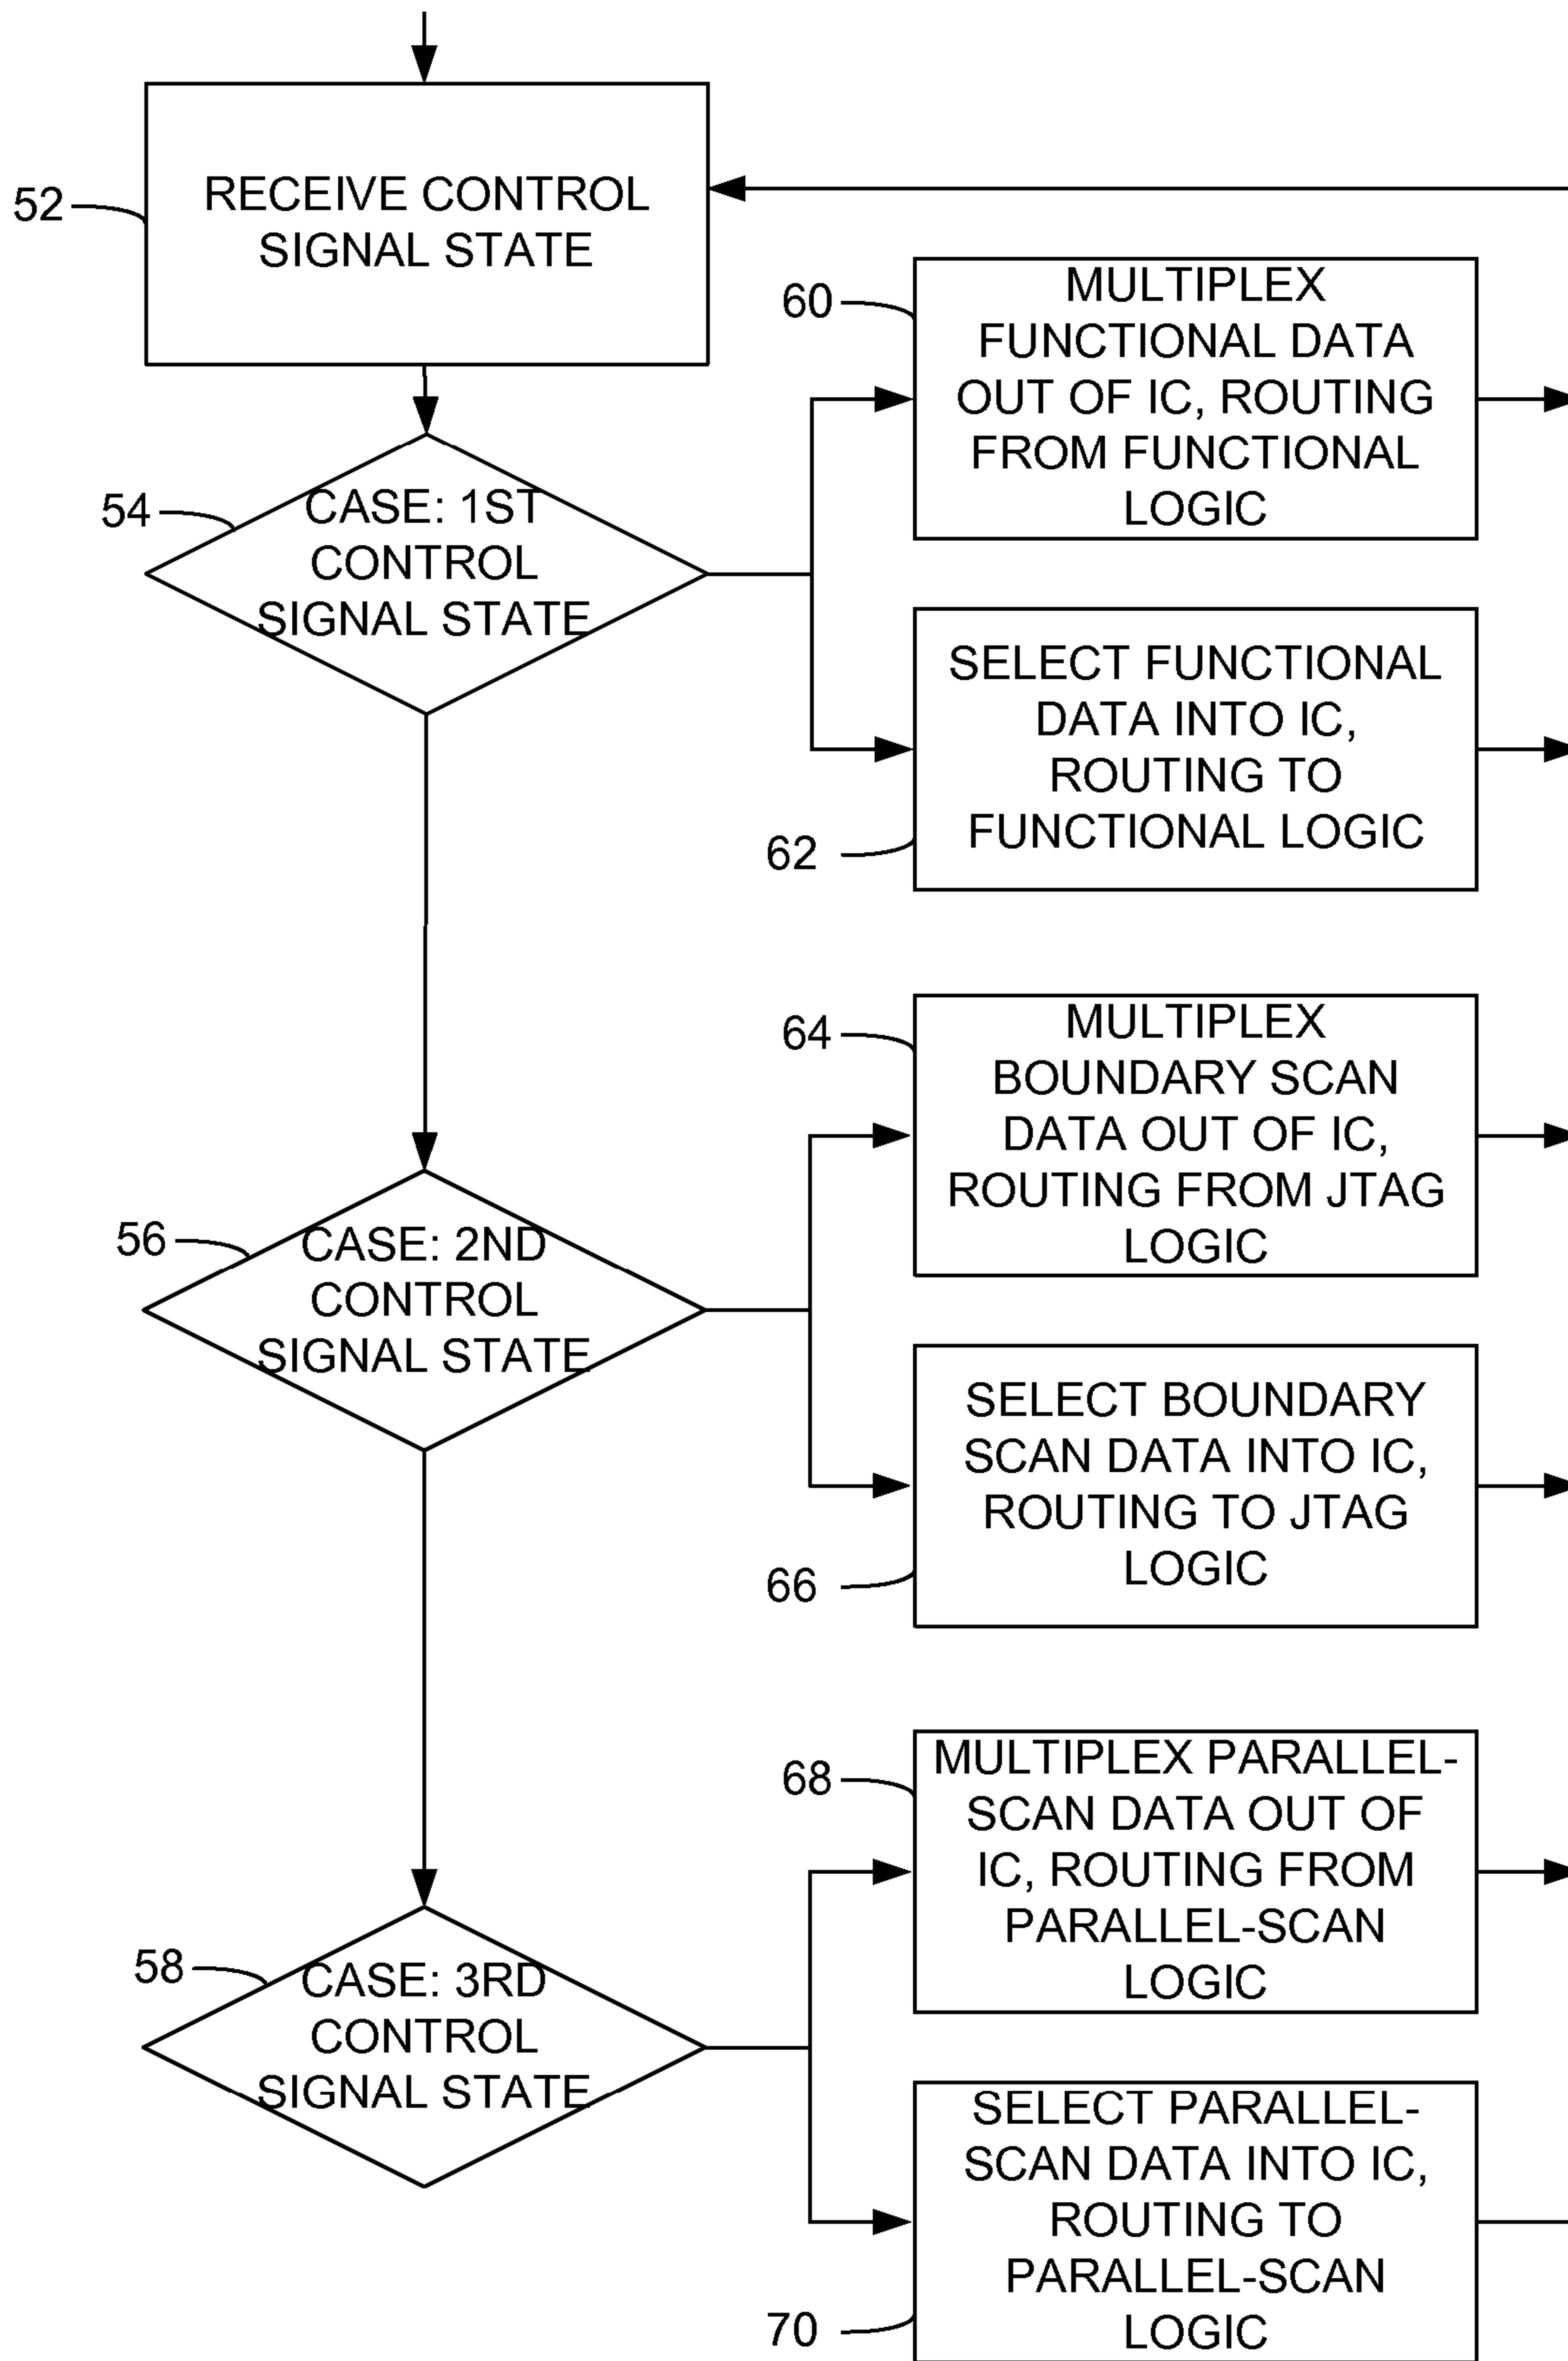 52
RECEIVE CONTROL
SIGNAL STATE
60
MULTIPLEX
FUNCTIONAL DATA
OUT OF IC, ROUTING
FROM FUNCTIONAL
LOGIC
54
CASE: 1ST
CONTROL
SIGNAL STATE
SELECT FUNCTIONAL
DATA INTO IC,
ROUTING TO
FUNCTIONAL LOGIC
62
64
MULTIPLEX
BOUNDARY SCAN
DATA OUT OF IC,
ROUTING FROM JTAG
LOGIC
56
CASE: 2ND
CONTROL
SIGNAL STATE
SELECT BOUNDARY
SCAN DATA INTO IC,
ROUTING TO JTAG
LOGIC
66
68
MULTIPLEX PARALLEL-
SCAN DATA OUT OF
IC, ROUTING FROM
PARALLEL-SCAN
LOGIC
58
CASE: 3RD
CONTROL
SIGNAL STATE
SELECT PARALLEL-
SCAN DATA INTO IC,
ROUTING TO
PARALLEL-SCAN
LOGIC
70